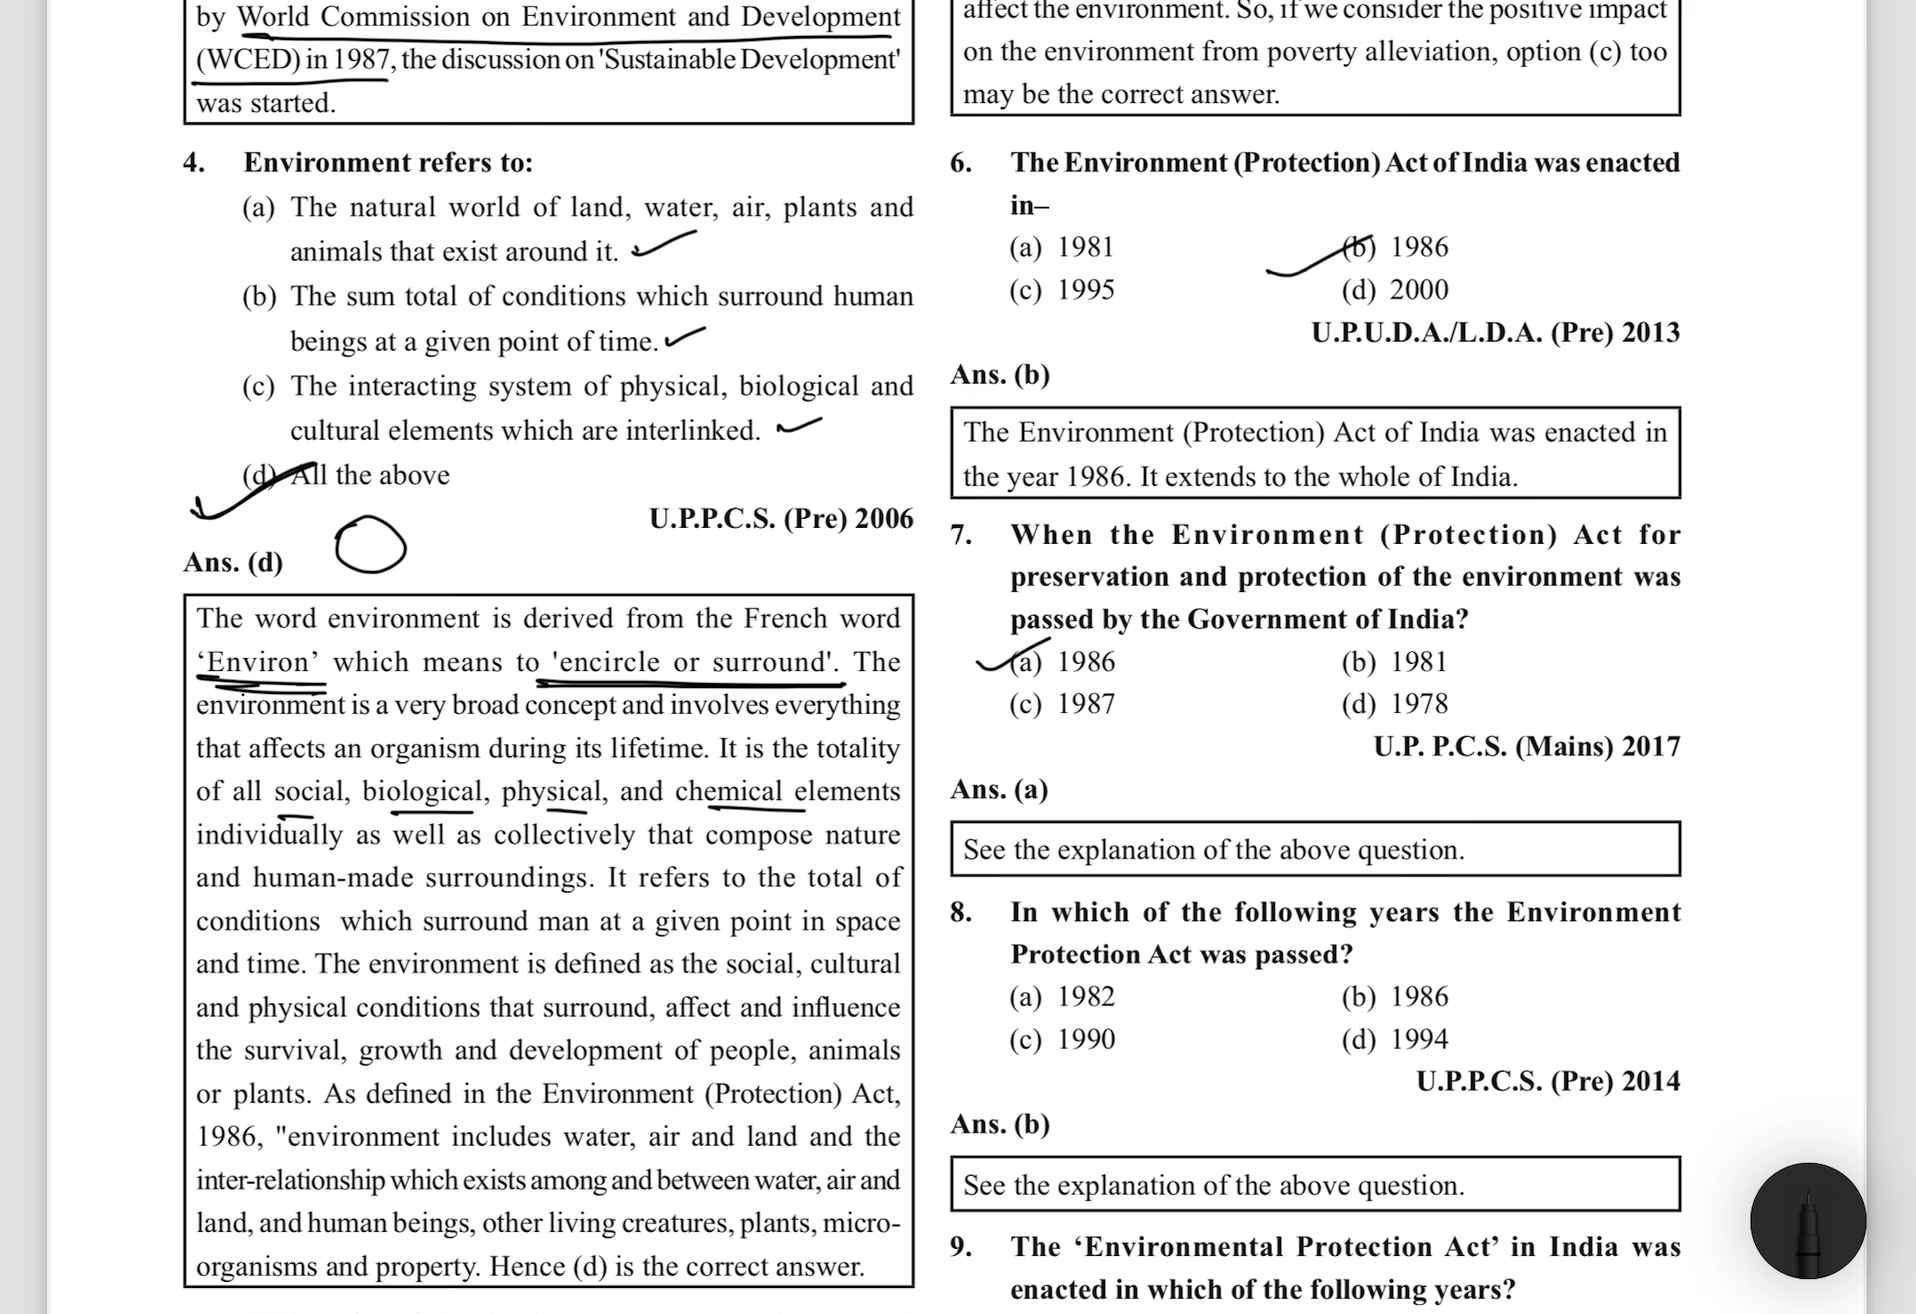 by World Commission on Environment and Development
(WCED) in 1987, the discussion on 'Sustainable Development'
was started.
4. Environment refers to:
(a) The natural world of land, water, air, plants and
animals that exist around it.
(b) The sum total of conditions which surround human
beings at a given point of time.
(c) The interacting system of physical, biological and
cultural elements which are interlinked.
(d) All the above
U.P.P.C.S. (Pre) 2006
Ans. (d)
The word environment is derived from the French word
‘Environ’ which means to 'encircle or surround'. The
environment is a very broad concept and involves everything
that affects an organism during its lifetime. It is the totality
of all social, biological, physical, and chemical elements
individually as well as collectively that compose nature
and human-made surroundings. It refers to the total of
conditions which surround man at a given point in space
and time. The environment is defined as the social, cultural
and physical conditions that surround, affect and influence
the survival, growth and development of people, animals
or plants. As defined in the Environment (Protection) Act,
1986, "environment includes water, air and land and the
inter-relationship which exists among and between water, air and
land, and human beings, other living creatures, plants, micro-
organisms and property. Hence (d) is the correct answer.
affect the environment. So, if we consider the positive impact
on the environment from poverty alleviation, option (c) too
may be the correct answer.
6. The Environment (Protection) Act of India was enacted
in–
(a) 1981 (b) 1986
(c) 1995 (d) 2000
U.P.U.D.A./L.D.A. (Pre) 2013
Ans. (b)
The Environment (Protection) Act of India was enacted in
the year 1986. It extends to the whole of India.
7. When the Environment (Protection) Act for
preservation and protection of the environment was
passed by the Government of India?
(a) 1986 (b) 1981
(c) 1987 (d) 1978
U.P. P.C.S. (Mains) 2017
Ans. (a)
See the explanation of the above question.
8. In which of the following years the Environment
Protection Act was passed?
(a) 1982 (b) 1986
(c) 1990 (d) 1994
U.P.P.C.S. (Pre) 2014
Ans. (b)
See the explanation of the above question.
9. The ‘Environmental Protection Act’ in India was
enacted in which of the following years?